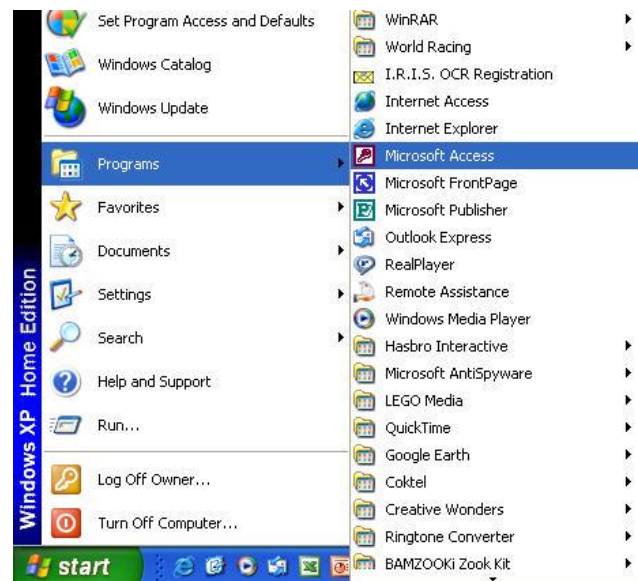 Set Program Access and Defaults
Windows Catalog
Windows Update
Programs
Favorites
Documents
Settings
Search
Help and Support
Run...
Log Off Owner...
Turn Off Computer...
Windows XP Home Edition
start
WinRAR
World Racing
I.R.I.S. OCR Registration
Internet Access
Internet Explorer
Microsoft Access
Microsoft FrontPage
Microsoft Publisher
Outlook Express
RealPlayer
Remote Assistance
Windows Media Player
Hasbro Interactive
Microsoft AntiSpyware
LEGO Media
QuickTime
Google Earth
Coktel
Creative Wonders
Ringtone Converter
BAMZOOKi Zook Kit